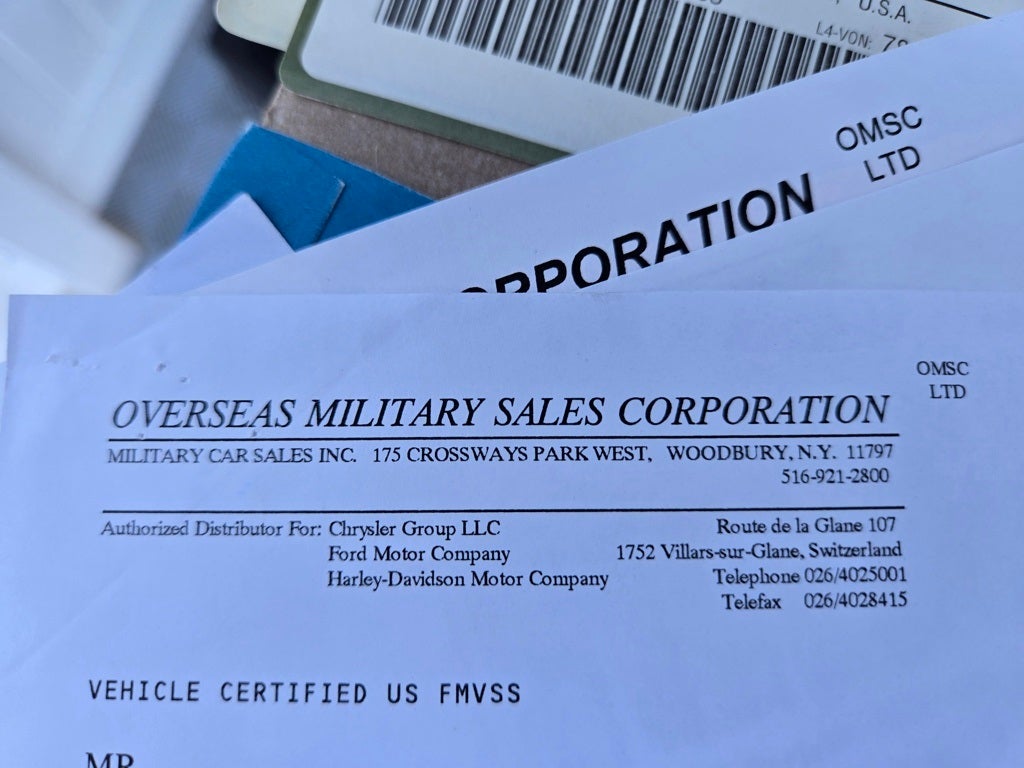 U.S.A.
L4-VON:
OMSC
LTD
CORPORATION
OMSC
LTD
OVERSEAS MILITARY SALES CORPORATION
MILITARY CAR SALES INC. 175 CROSSWAYS PARK WEST, WOODBURY, N.Y. 11797
516-921-2800
Authorized Distributor For: Chrysler Group LLC
Ford Motor Company
Harley-Davidson Motor Company
Route de la Glane 107
1752 Villars-sur-Glane, Switzerland
Telephone 026/4025001
Telefax 026/4028415
VEHICLE CERTIFIED US FMVSS
MR